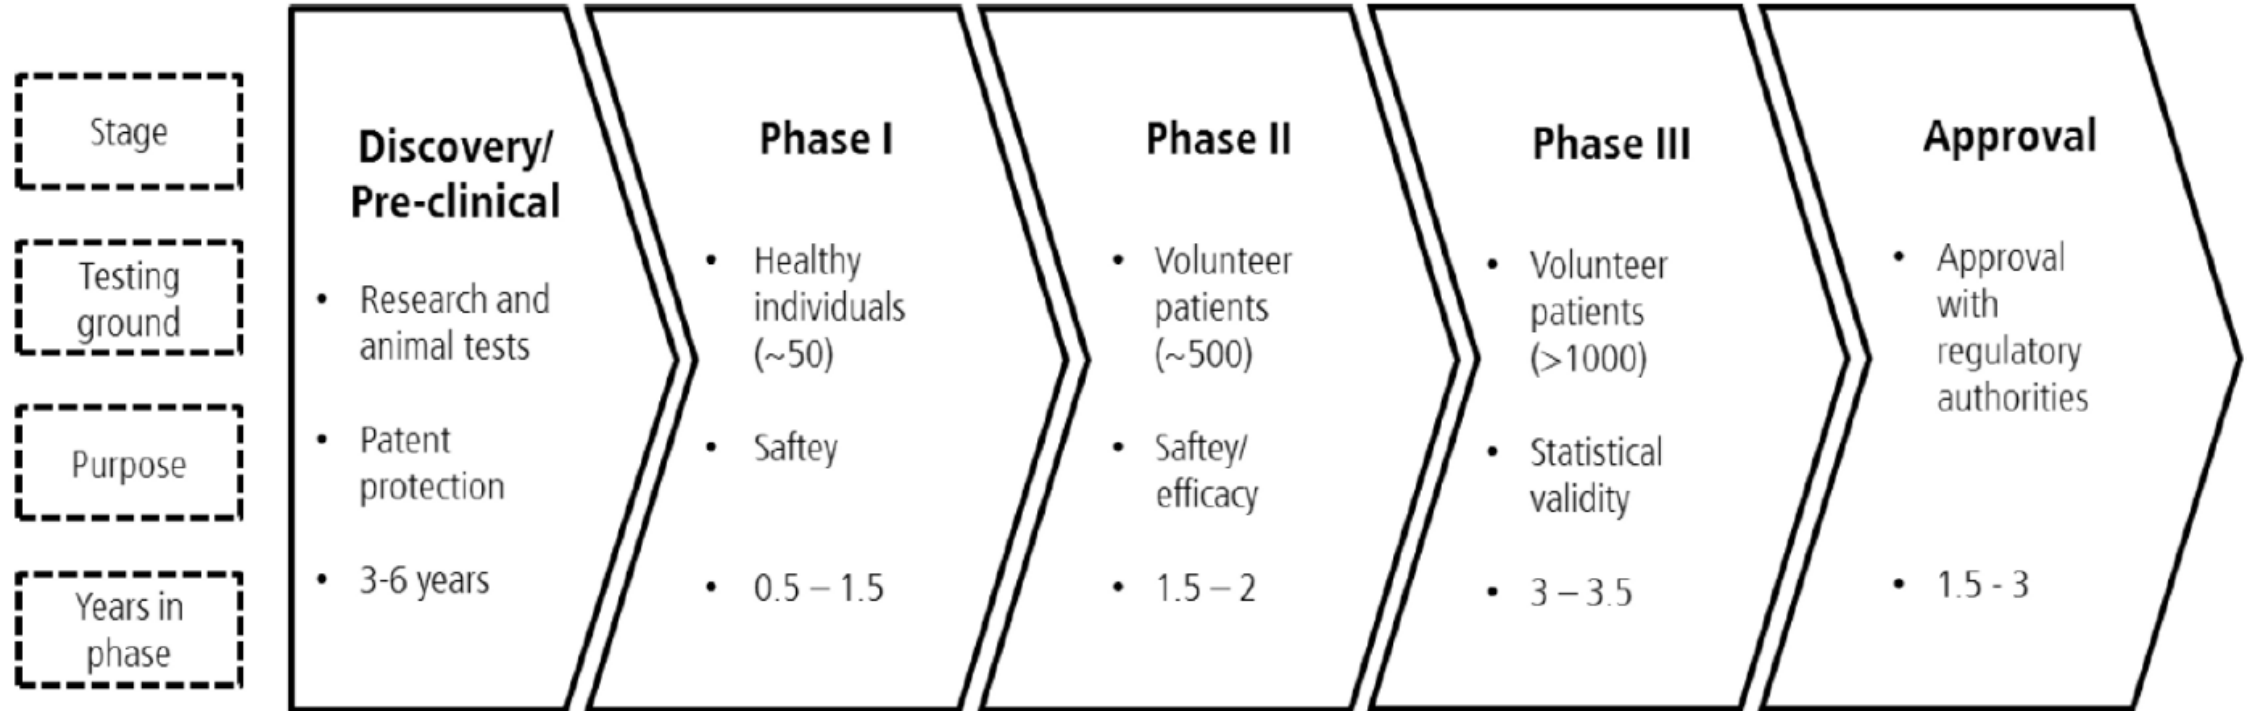 Stage
Testing
ground
Purpose
Years in
phase
Discovery/
Pre-clinical
• Research and
animal tests
• Patent
protection
• 3-6 years
Phase I
• Healthy
individuals
(~50)
• Saftey
• 0.5 – 1.5
Phase II
• Volunteer
patients
(~500)
• Saftey/
efficacy
• 1.5 – 2
Phase III
• Volunteer
patients
(>1000)
• Statistical
validity
• 3 – 3.5
Approval
• Approval
with
regulatory
authorities
• 1.5 - 3